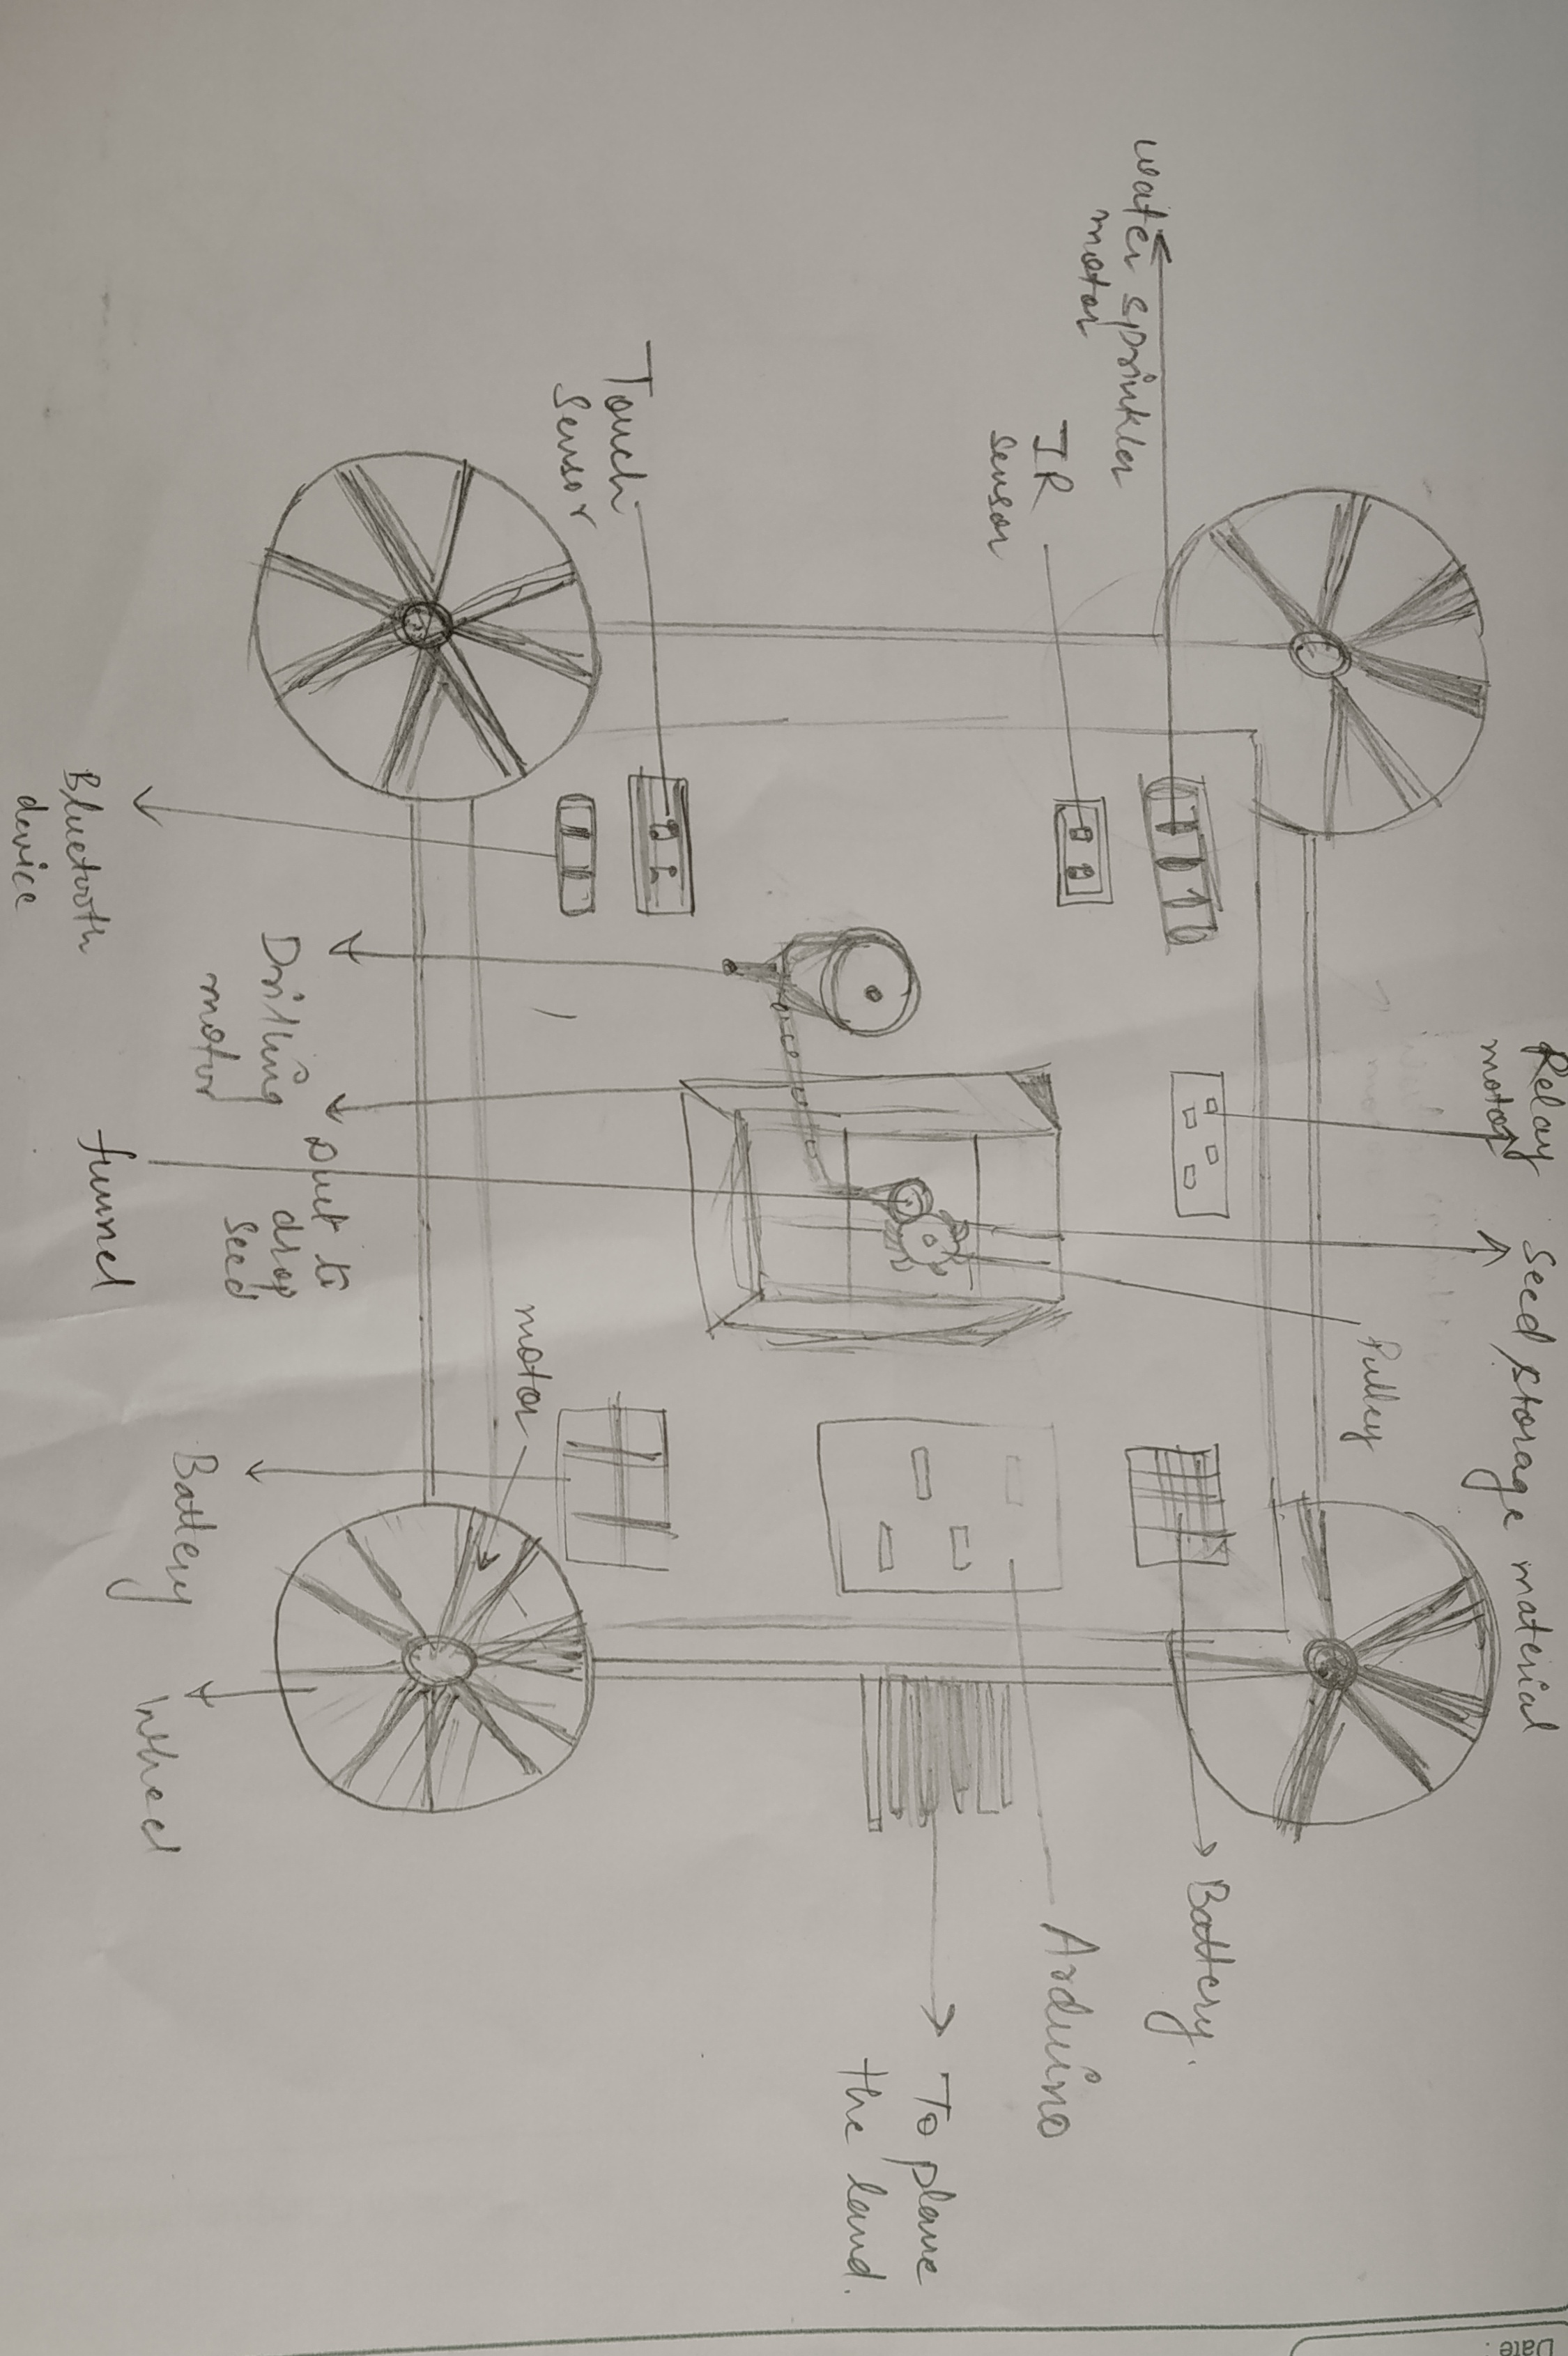 Relay
motor
Seed storage material
Pulley
water sprinkler
motor
IR
sensor
Battery.
Arduino
To plane
the land.
Touch
sensor
motor
Duct to
drop
seed
Drilling
motor
Battery
wheel
funnel
Bluetooth
device
Date: